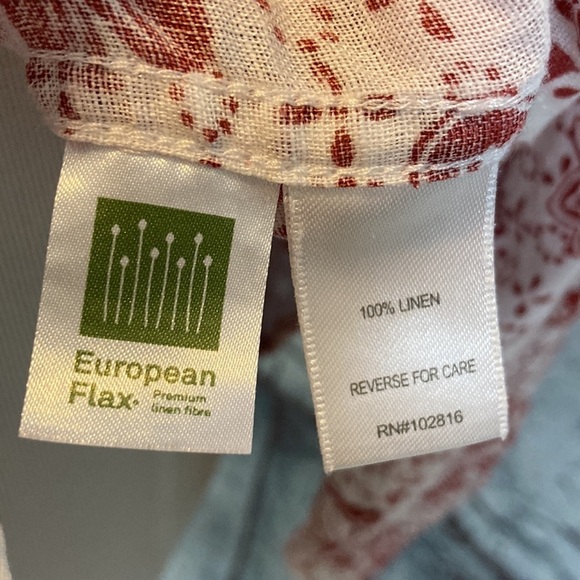 European
Flax.
Premium
linen fibre
100% LINEN
REVERSE FOR CARE
RN#102816